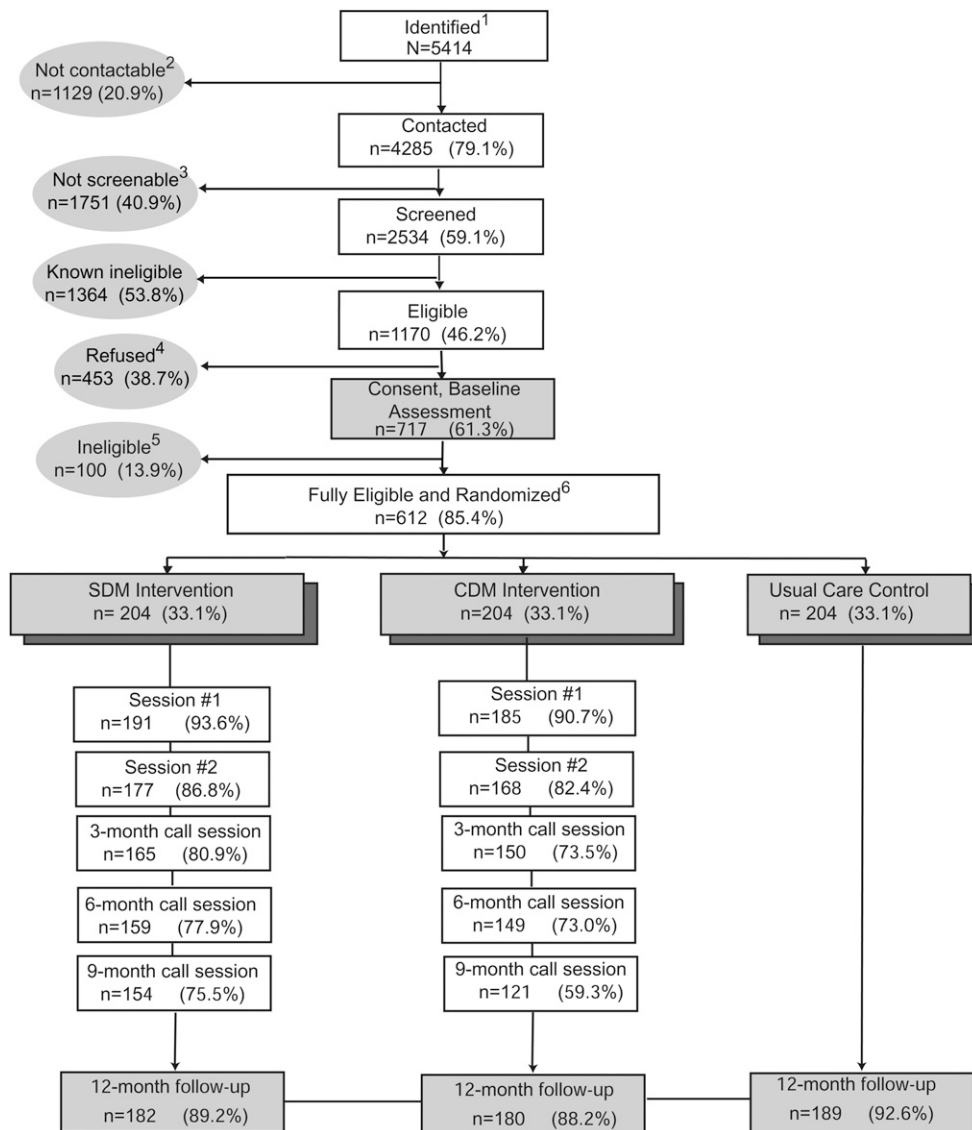 Identified1
N=5414
Not contactable2
n=1129 (20.9%)
Contacted
n=4285 (79.1%)
Not screenable3
n=1751 (40.9%)
Screened
n=2534 (59.1%)
Known ineligible
n=1364 (53.8%)
Eligible
n=1170 (46.2%)
Refused4
n=453 (38.7%)
Consent, Baseline
Assessment
n=717 (61.3%)
Ineligible5
n=100 (13.9%)
Fully Eligible and Randomized6
n=612 (85.4%)
SDM Intervention
n= 204 (33.1%)
CDM Intervention
n=204 (33.1%)
Usual Care Control
n= 204 (33.1%)
Session #1
n=191 (93.6%)
Session #1
n=185 (90.7%)
Session #2
n=177 (86.8%)
Session #2
n=168 (82.4%)
3-month call session
n=165 (80.9%)
3-month call session
n=150 (73.5%)
6-month call session
n=159 (77.9%)
6-month call session
n=149 (73.0%)
9-month call session
n=154 (75.5%)
9-month call session
n=121 (59.3%)
12-month follow-up
n=182 (89.2%)
12-month follow-up
n=180 (88.2%)
12-month follow-up
n=189 (92.6%)